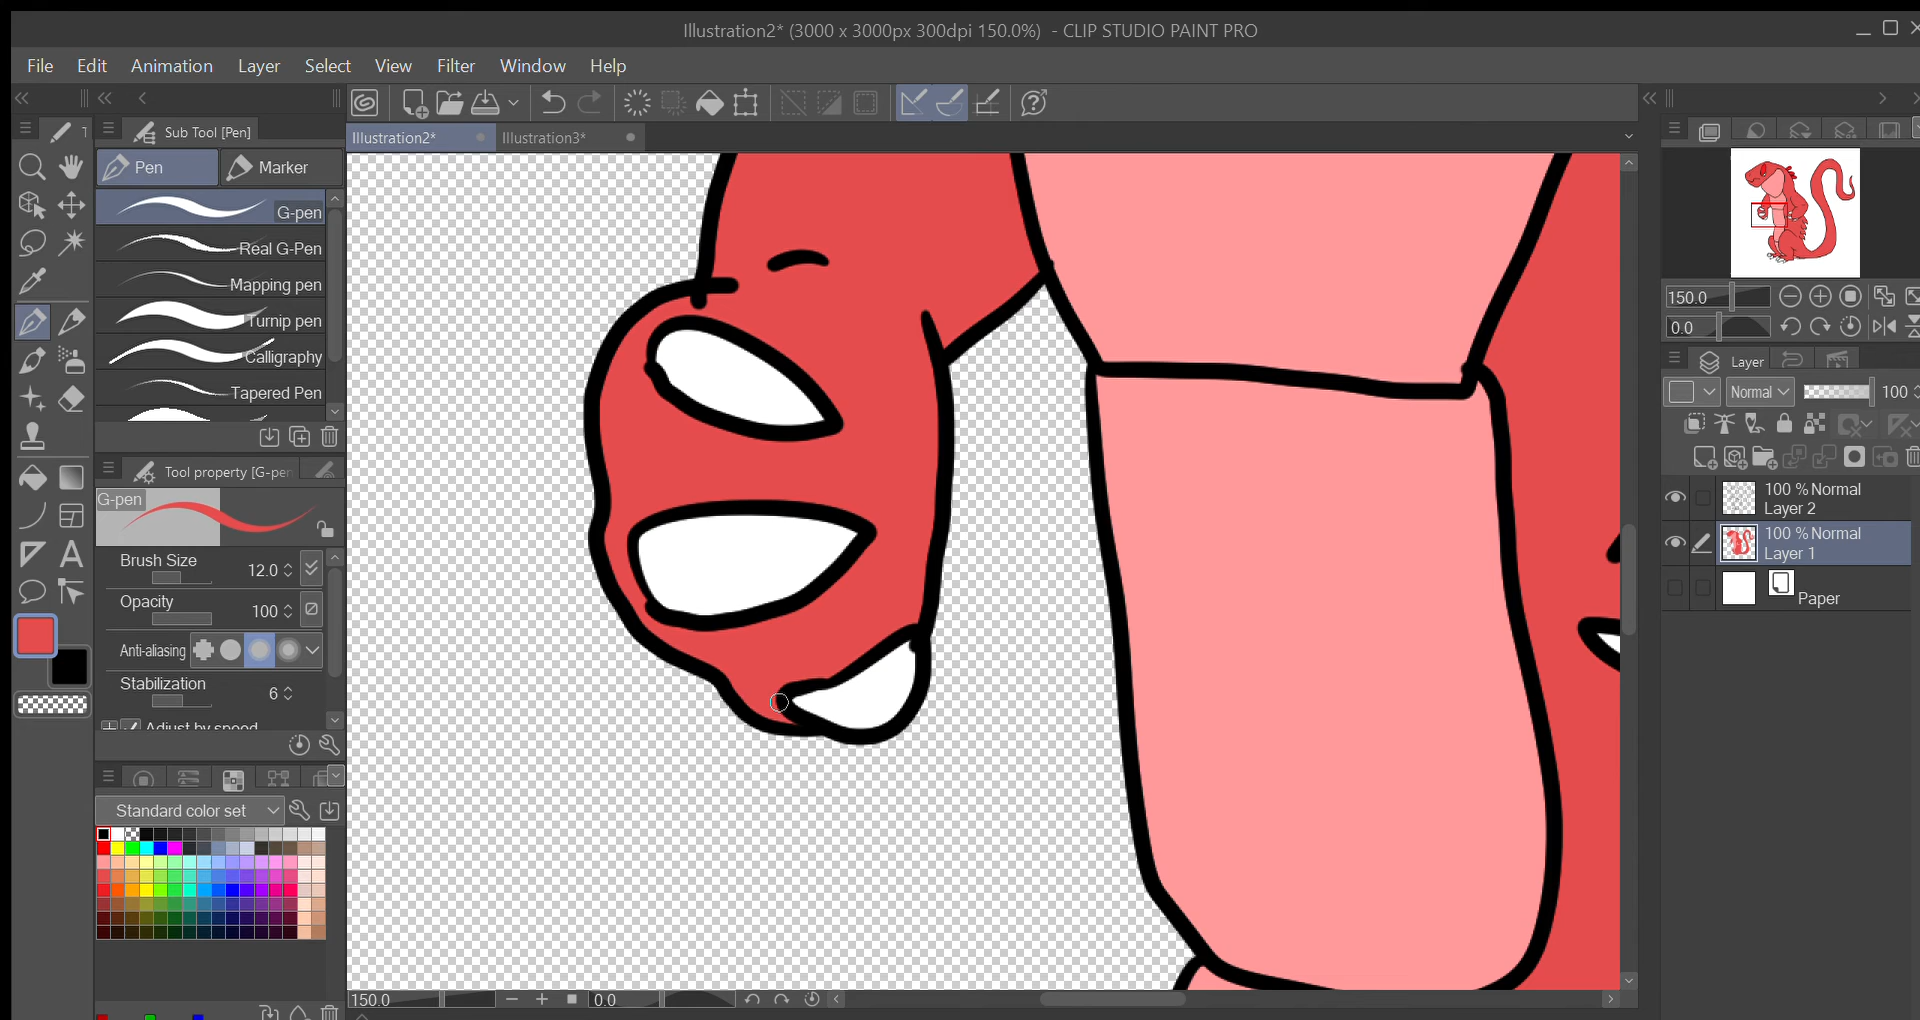 Illustration2* (3000 x 3000px 300dpi 150.0%) - CLIP STUDIO PAINT PRO
File Edit Animation Layer Select View Filter Window Help
Sub Tool [Pen]
Illustration2* Illustration3*
Pen Marker
G-pen
Real G-Pen
Mapping pen
Turnip pen
Calligraphy
Tapered Pen
Tool property [G-pen
G-pen
Brush Size 12.0
Opacity 100
Anti-aliasing
Stabilization 6
Adjust by speed
Standard color set
150.0 0.0
150.0
0.0
Layer
Normal 100
100 % Normal
Layer 2
100 % Normal
Layer 1
Paper